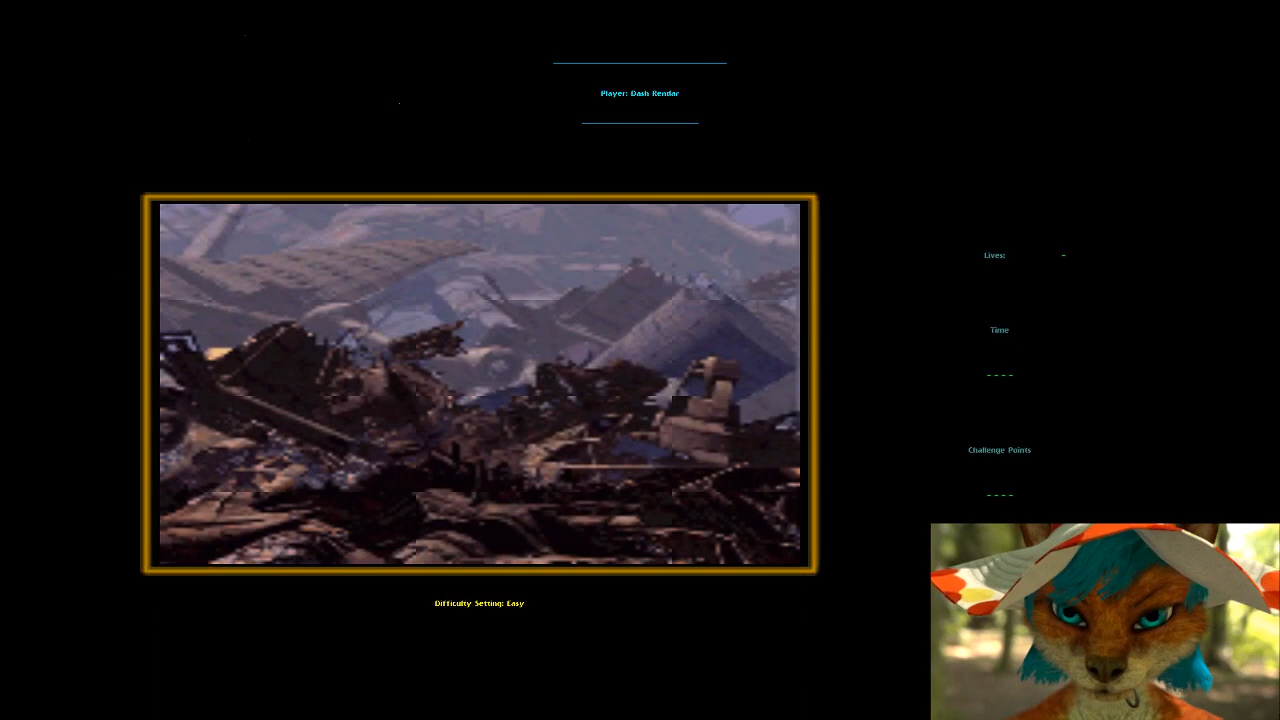 Player: Dash Rendar
Lives: -
Time
- - - -
Challenge Points
- - - -
Difficulty Setting: Easy